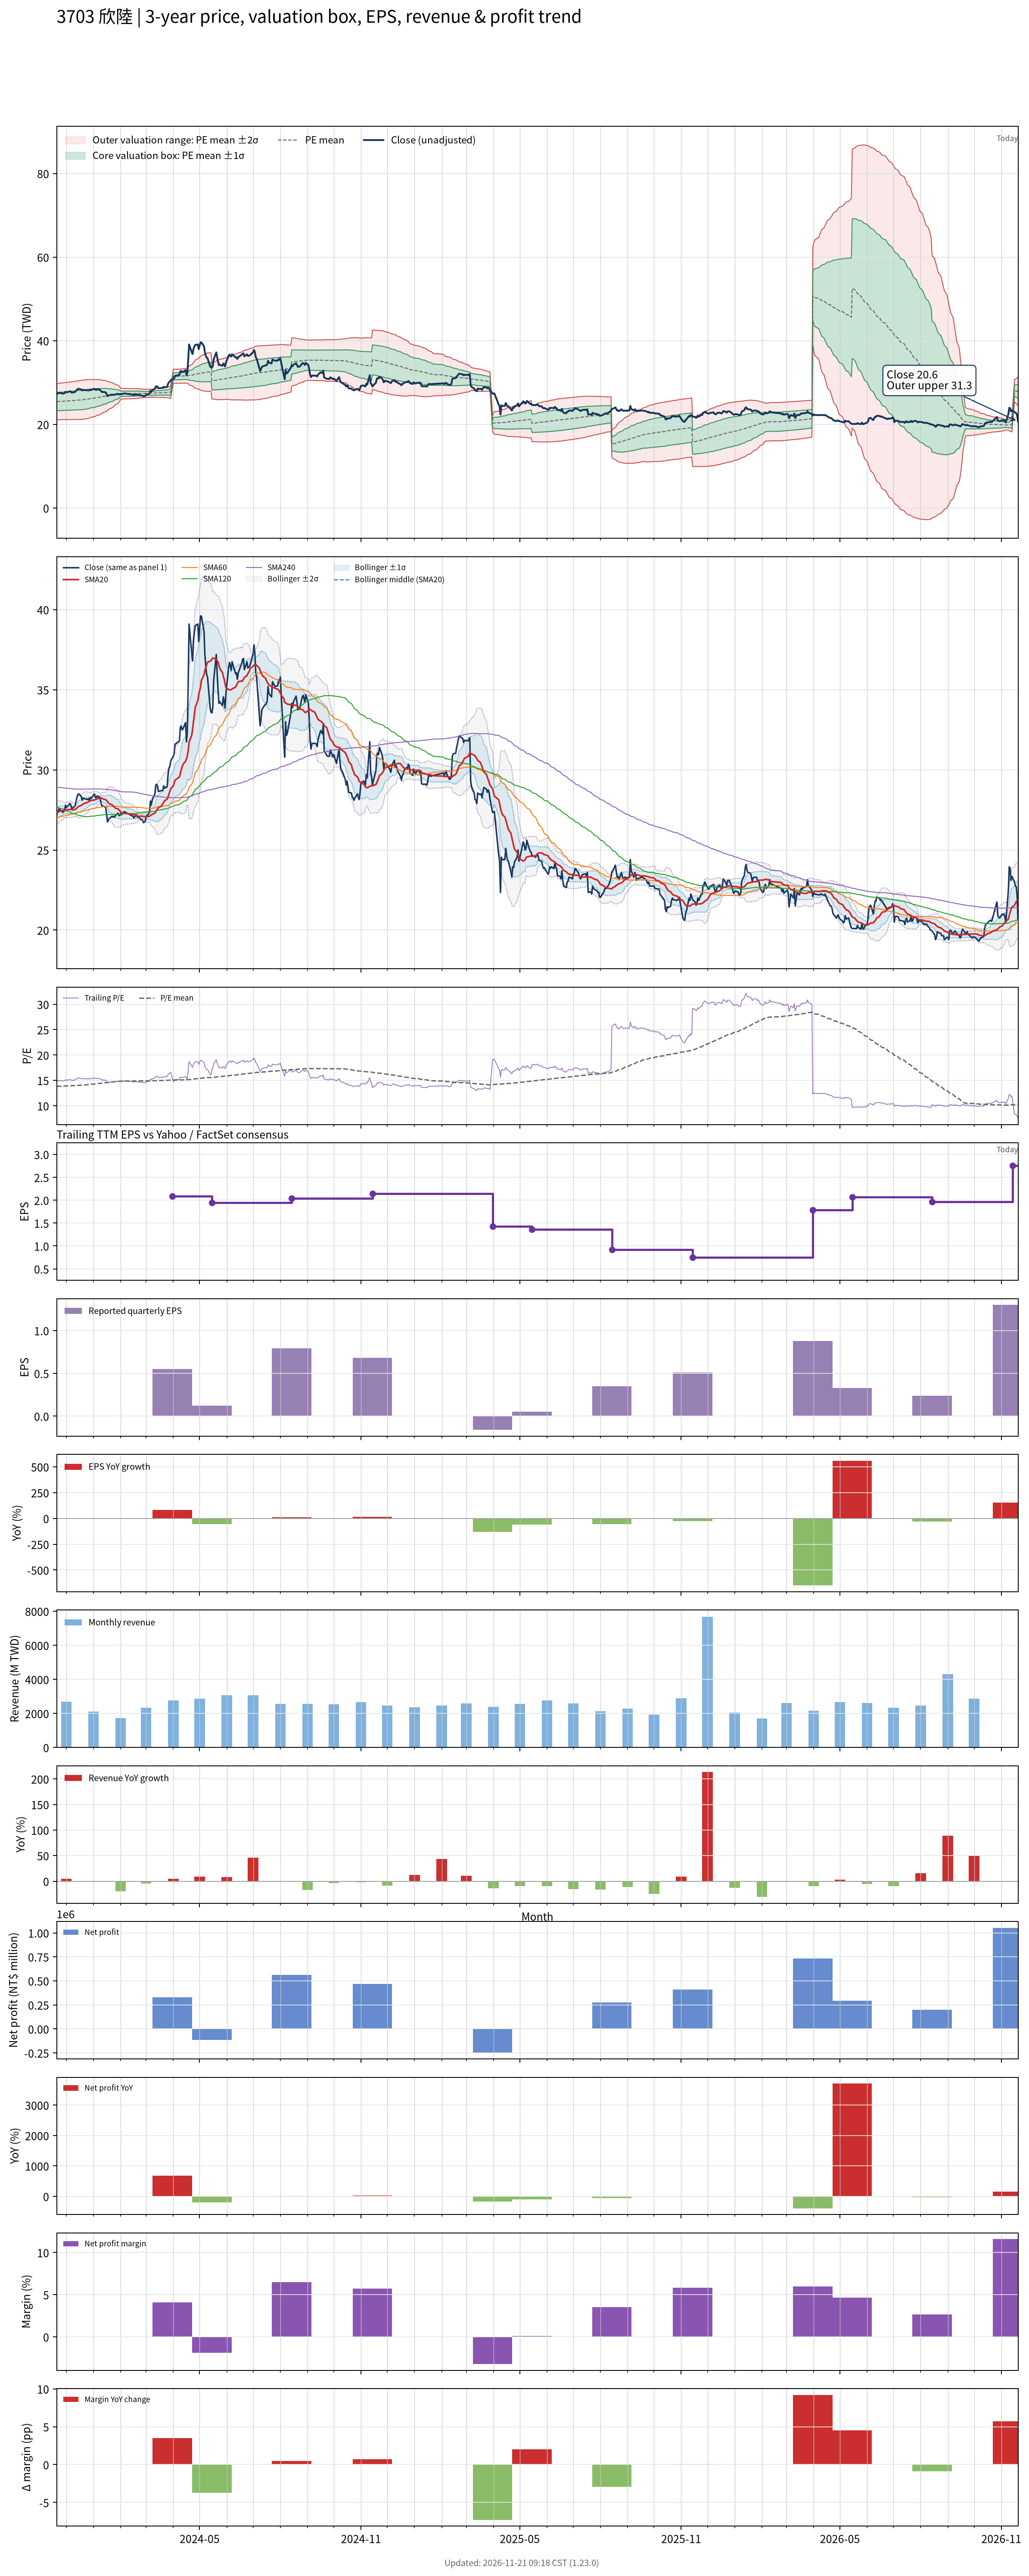 3703 欣陸 | 3-year price, valuation box, EPS, revenue & profit trend
Outer valuation range: PE mean ±2σ
PE mean
Close (unadjusted)
Core valuation box: PE mean ±1σ
Today
80
60
40
20
0
Price (TWD)
Close 20.6
Outer upper 31.3
Close (same as panel 1)
SMA20
SMA60
SMA120
SMA240
Bollinger ±2σ
Bollinger ±1σ
Bollinger middle (SMA20)
40
35
30
25
20
Price
Trailing P/E
P/E mean
30
25
20
15
10
P/E
Trailing TTM EPS vs Yahoo / FactSet consensus
Today
3.0
2.5
2.0
1.5
1.0
0.5
EPS
Reported quarterly EPS
1.0
0.5
0.0
EPS
EPS YoY growth
500
250
0
-250
-500
YoY (%)
Monthly revenue
8000
6000
4000
2000
0
Revenue (M TWD)
Revenue YoY growth
200
150
100
50
0
YoY (%)
Month
1e6
Net profit
1.00
0.75
0.50
0.25
0.00
-0.25
Net profit (NT$ million)
Net profit YoY
3000
2000
1000
0
YoY (%)
Net profit margin
10
5
0
Margin (%)
Margin YoY change
10
5
0
-5
Δ margin (pp)
2024-05
2024-11
2025-05
2025-11
2026-05
2026-11
Updated: 2026-11-21 09:18 CST (1.23.0)